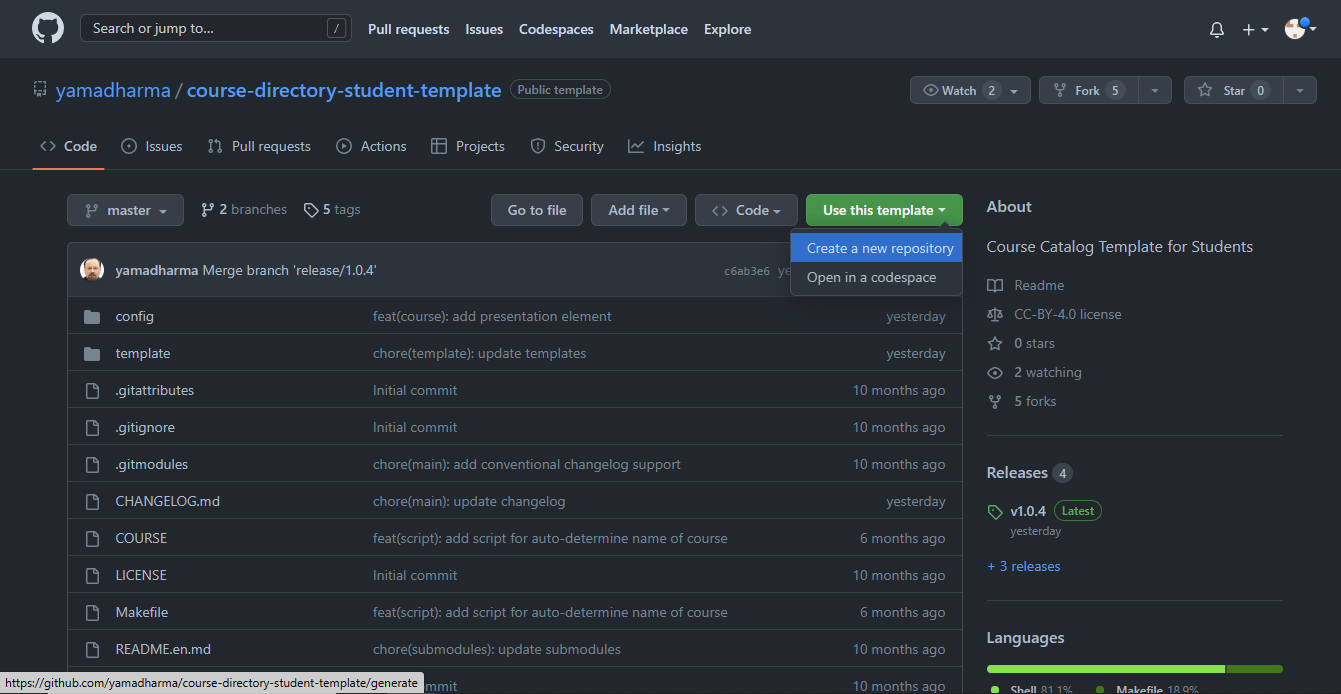 Search or jump to... /
Pull requests Issues Codespaces Marketplace Explore
yamadharma / course-directory-student-template Public template
Watch 2 Fork 5 Star 0
Code Issues Pull requests Actions Projects Security Insights
master 2 branches 5 tags Go to file Add file Code Use this template
Create a new repository
Open in a codespace
yamadharma Merge branch 'release/1.0.4' c6ab3e6
config feat(course): add presentation element yesterday
template chore(template): update templates yesterday
.gitattributes Initial commit 10 months ago
.gitignore Initial commit 10 months ago
.gitmodules chore(main): add conventional changelog support 10 months ago
CHANGELOG.md chore(main): update changelog yesterday
COURSE feat(script): add script for auto-determine name of course 6 months ago
LICENSE Initial commit 10 months ago
Makefile feat(script): add script for auto-determine name of course 6 months ago
README.en.md chore(submodules): update submodules 10 months ago
10 months ago
https://github.com/yamadharma/course-directory-student-template/generate
About
Course Catalog Template for Students
Readme
CC-BY-4.0 license
0 stars
2 watching
5 forks
Releases 4
v1.0.4 Latest
yesterday
+ 3 releases
Languages
Shell 81.1% Makefile 18.9%